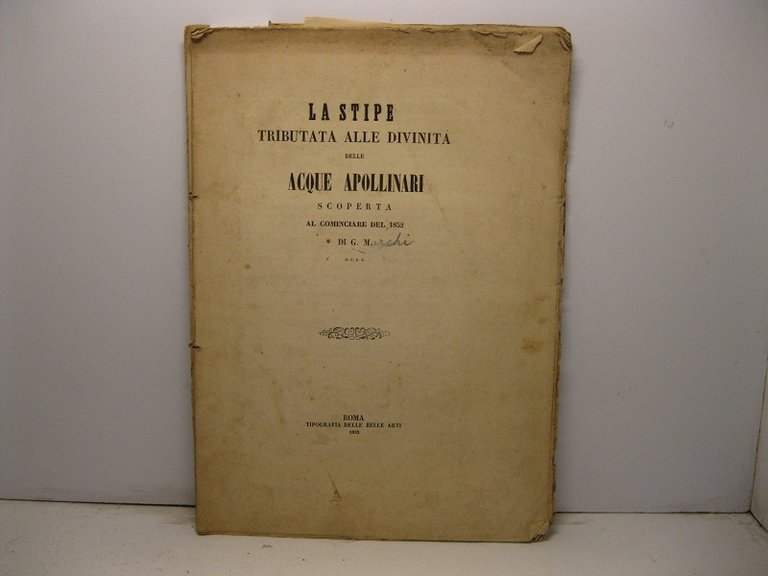 LA STIPE
TRIBUTATA ALLE DIVINITÀ
DELLE
ACQUE APOLLINARI
SCOPERTA
AL COMINCIARE DEL 1852
DI G. Marchi
ROMA
TIPOGRAFIA DELLE BELLE ARTI
1852